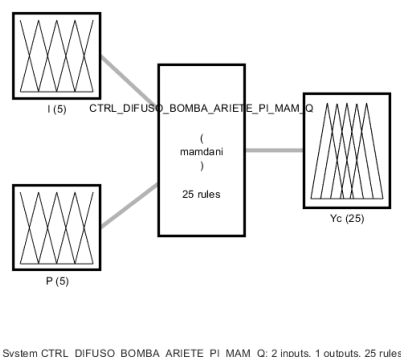 CTRL_DIFUSO_BOMBA_ARIETE_PI_MAM_Q
I (5)
(
mamdani
)
25 rules
Yc (25)
P (5)
System CTRL_DIFUSO_BOMBA_ARIETE_PI_MAM_Q: 2 inputs, 1 outputs, 25 rules